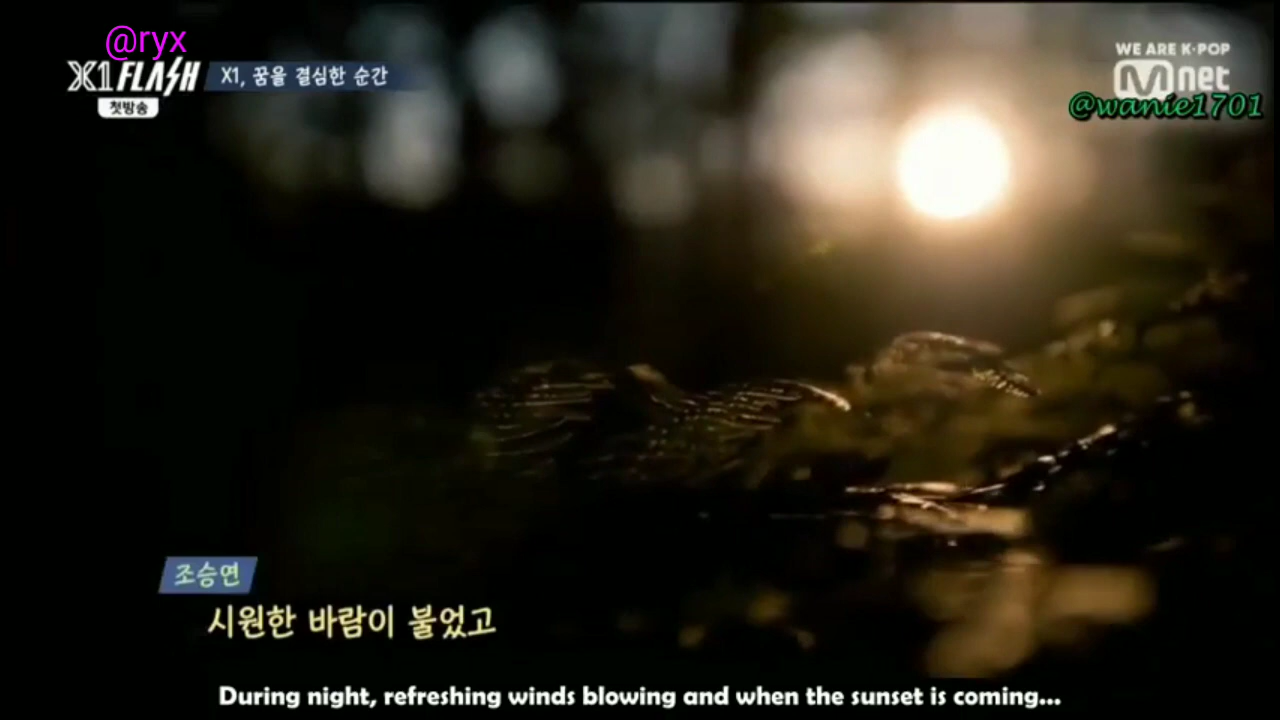 @ryx
X1 FLASH
X1, 꿈을 결심한 순간
첫방송
WE ARE K·POP
Mnet
@wanie1701
조승연
시원한 바람이 불었고
During night, refreshing winds blowing and when the sunset is coming...